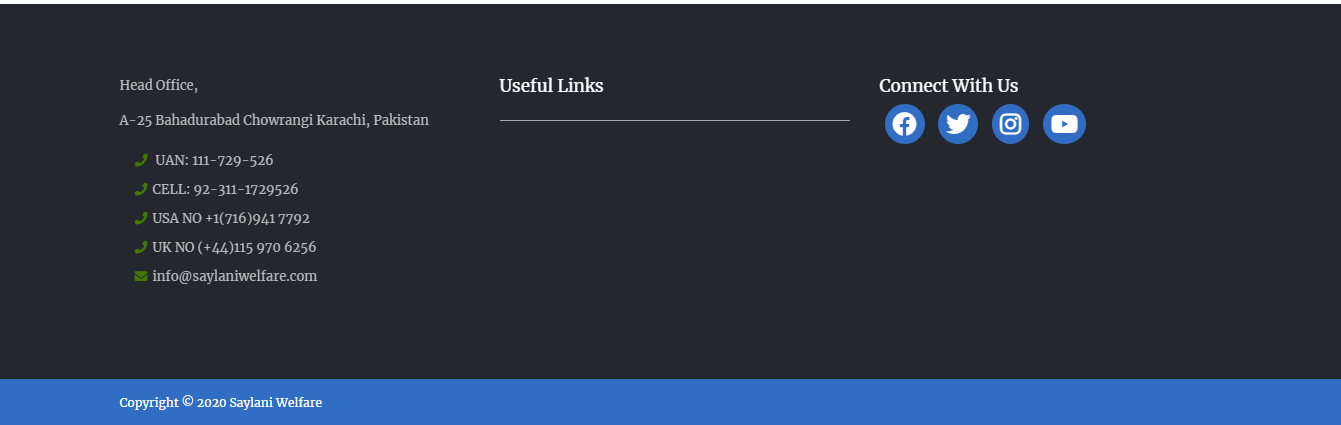 Head Office,
A-25 Bahadurabad Chowrangi Karachi, Pakistan
UAN: 111-729-526
CELL: 92-311-1729526
USA NO +1(716)941 7792
UK NO (+44)115 970 6256
info@saylaniwelfare.com
Useful Links
Connect With Us
Copyright © 2020 Saylani Welfare